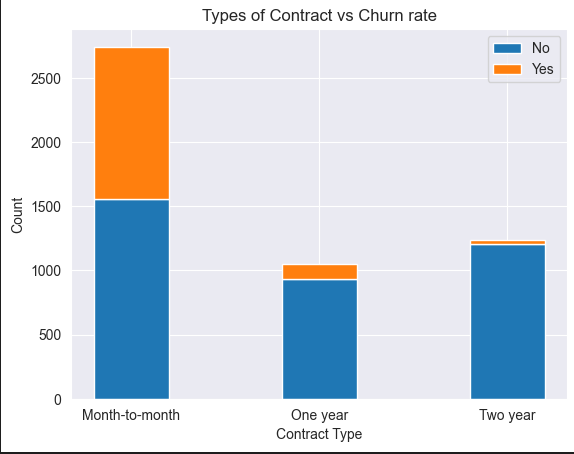 Types of Contract vs Churn rate
No
Yes
2500
2000
1500
1000
500
0
Count
Month-to-month
One year
Two year
Contract Type